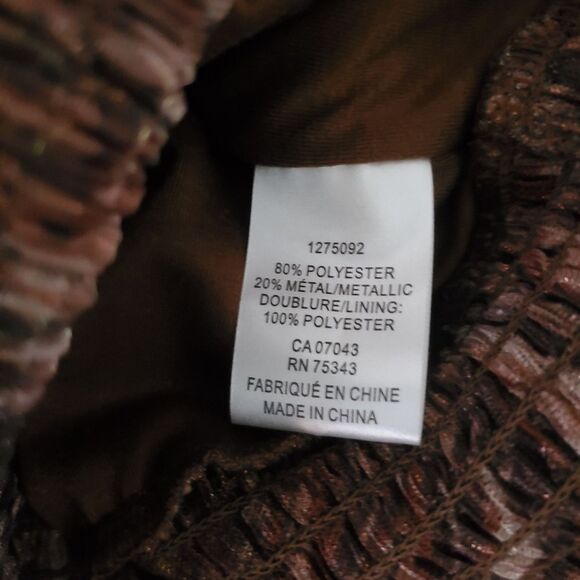 1275092
80% POLYESTER
20% MÉTAL/METALLIC
DOUBLURE/LINING:
100% POLYESTER
CA 07043
RN 75343
FABRIQUÉ EN CHINE
MADE IN CHINA